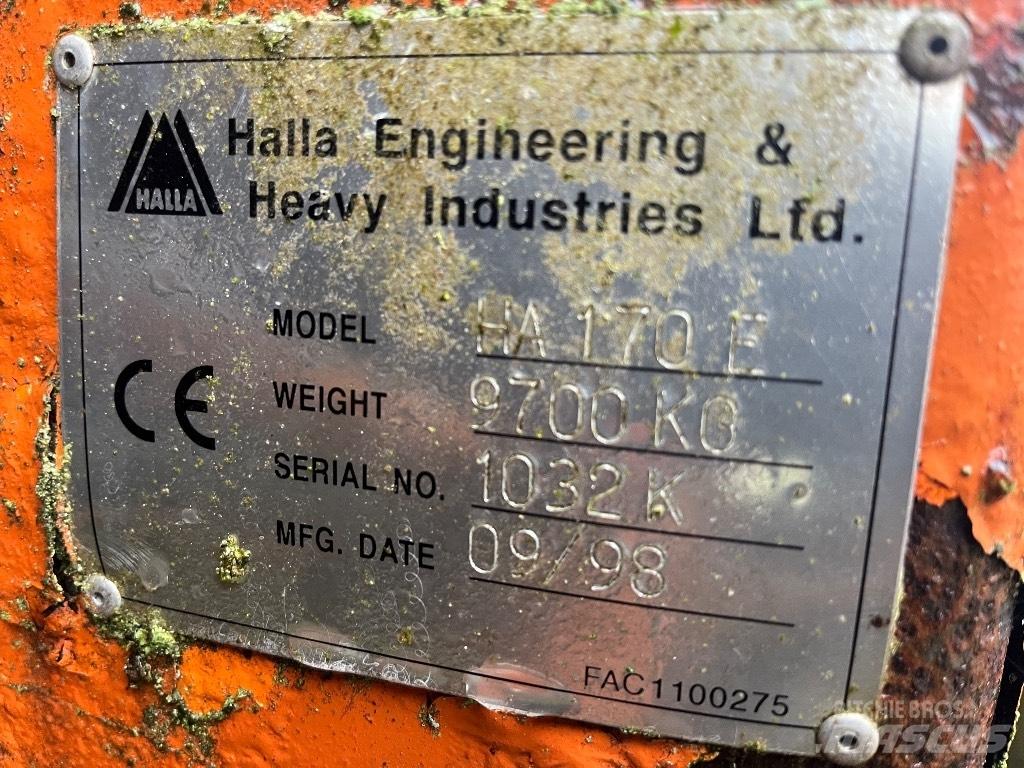 HALLA
Halla Engineering &
Heavy Industries Ltd.
CE
MODEL HA 170 E
WEIGHT 9700 KG
SERIAL NO. 1032 K
MFG. DATE 09/98
FAC1100275
RITCHIE BROS.
MASCUS